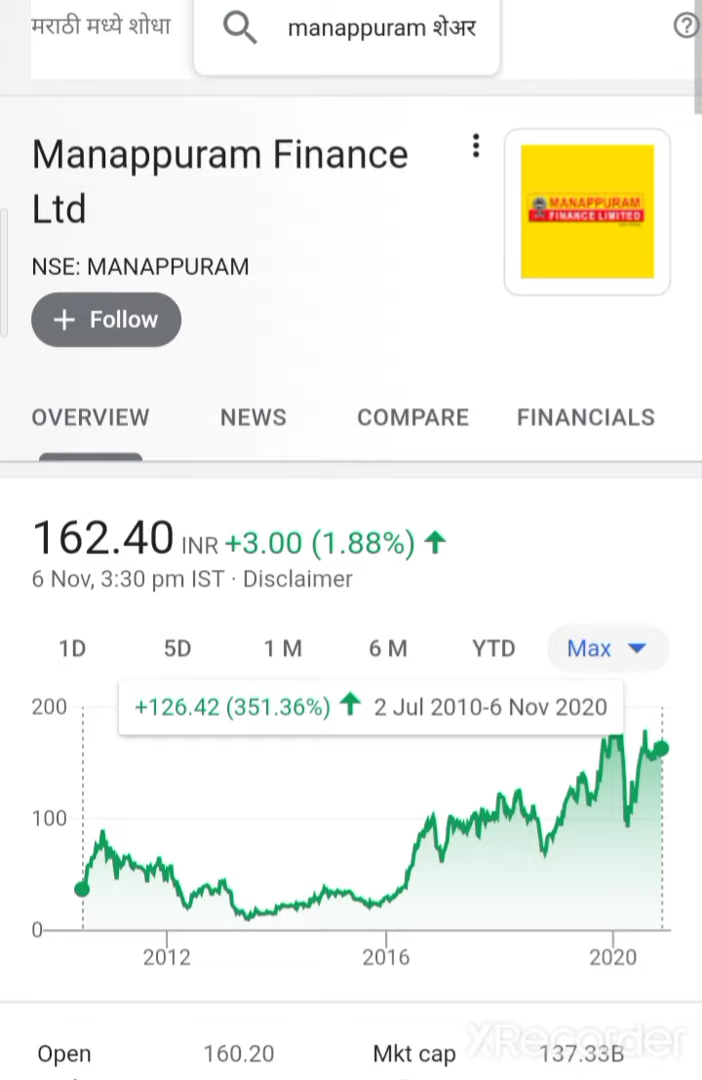 मराठी मध्ये शोधा
manappuram शेअर
Manappuram Finance
Ltd
MANAPPURAM
FINANCE LIMITED
NSE: MANAPPURAM
+ Follow
OVERVIEW NEWS COMPARE FINANCIALS
162.40 INR +3.00 (1.88%) ↑
6 Nov, 3:30 pm IST · Disclaimer
1D 5D 1 M 6 M YTD Max
+126.42 (351.36%) ↑ 2 Jul 2010-6 Nov 2020
200
100
0
2012 2016 2020
Open 160.20 Mkt cap 137.33B
XRecorder